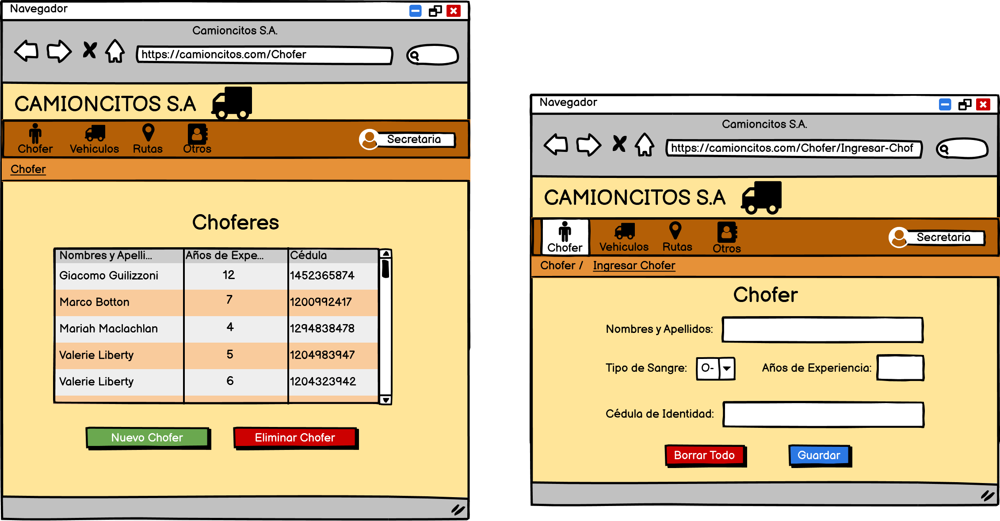 Navegador
Camioncitos S.A.
https://camioncitos.com/Chofer
CAMIONCITOS S.A
Chofer Vehiculos Rutas Otros Secretaria
Chofer
Choferes
Nombres y Apelli... Años de Expe... Cédula
Giacomo Guilizzoni 12 1452365874
Marco Botton 7 1200992417
Mariah Maclachlan 4 1294838478
Valerie Liberty 5 1204983947
Valerie Liberty 6 1204323942
Nuevo Chofer Eliminar Chofer
Navegador
Camioncitos S.A.
https://camioncitos.com/Chofer/Ingresar-Chof
CAMIONCITOS S.A
Chofer Vehiculos Rutas Otros Secretaria
Chofer / Ingresar Chofer
Chofer
Nombres y Apellidos:
Tipo de Sangre: O- Años de Experiencia:
Cédula de Identidad:
Borrar Todo Guardar